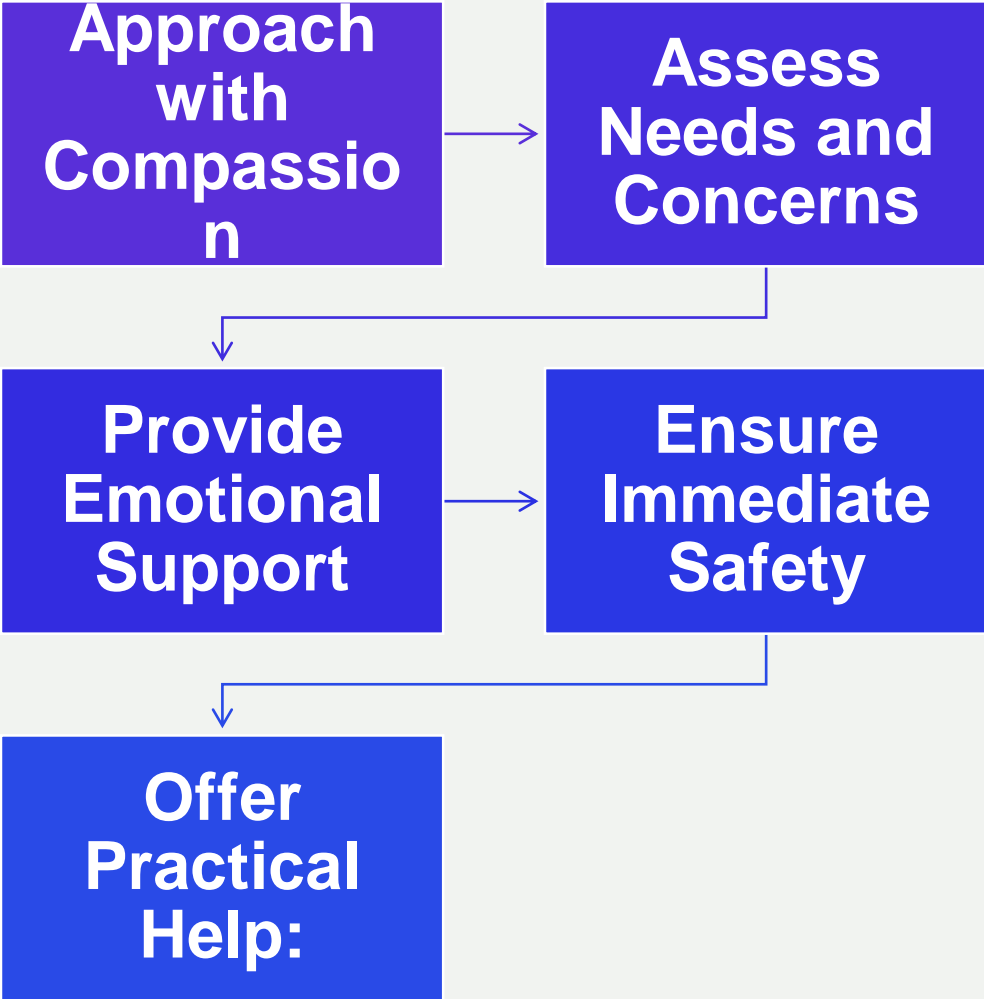 Approach
with
Compassio
n
Assess
Needs and
Concerns
Provide
Emotional
Support
Ensure
Immediate
Safety
Offer
Practical
Help: